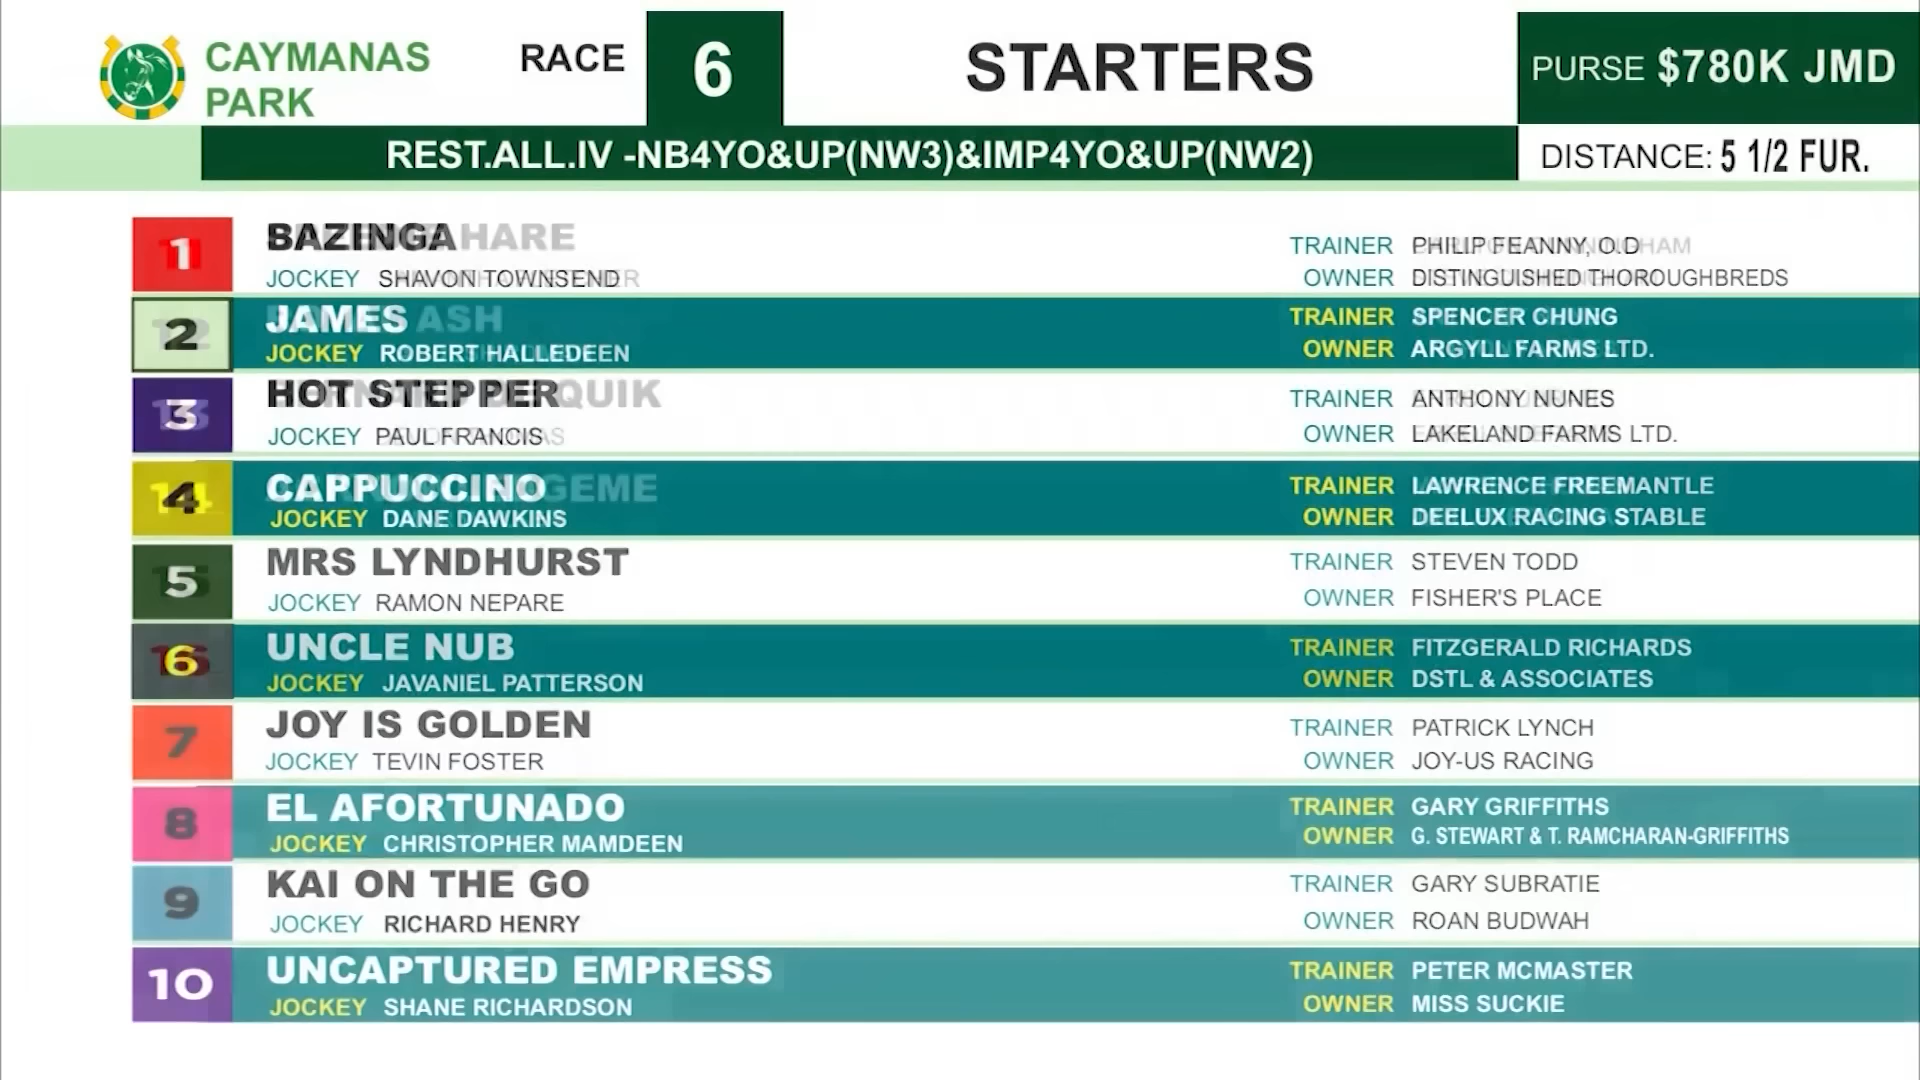 CAYMANAS
PARK
RACE 6 STARTERS PURSE $780K JMD
REST.ALL.IV -NB4YO&UP(NW3)&IMP4YO&UP(NW2) DISTANCE: 5 1/2 FUR.
1 BAZINGA HARE TRAINER PHILIP FEANNY, O.D
JOCKEY SHAVON TOWNSEND OWNER DISTINGUISHED THOROUGHBREDS
2 JAMES ASH TRAINER SPENCER CHUNG
JOCKEY ROBERT HALLEDEEN OWNER ARGYLL FARMS LTD.
3 HOT STEPPER QUIK TRAINER ANTHONY NUNES
JOCKEY PAUL FRANCIS OWNER LAKELAND FARMS LTD.
4 CAPPUCCINO TRAINER LAWRENCE FREEMANTLE
JOCKEY DANE DAWKINS OWNER DEELUX RACING STABLE
5 MRS LYNDHURST TRAINER STEVEN TODD
JOCKEY RAMON NEPARE OWNER FISHER'S PLACE
6 UNCLE NUB TRAINER FITZGERALD RICHARDS
JOCKEY JAVANIEL PATTERSON OWNER DSTL & ASSOCIATES
7 JOY IS GOLDEN TRAINER PATRICK LYNCH
JOCKEY TEVIN FOSTER OWNER JOY-US RACING
8 EL AFORTUNADO TRAINER GARY GRIFFITHS
JOCKEY CHRISTOPHER MAMDEEN OWNER G. STEWART & T. RAMCHARAN-GRIFFITHS
9 KAI ON THE GO TRAINER GARY SUBRATIE
JOCKEY RICHARD HENRY OWNER ROAN BUDWAH
10 UNCAPTURED EMPRESS TRAINER PETER MCMASTER
JOCKEY SHANE RICHARDSON OWNER MISS SUCKIE